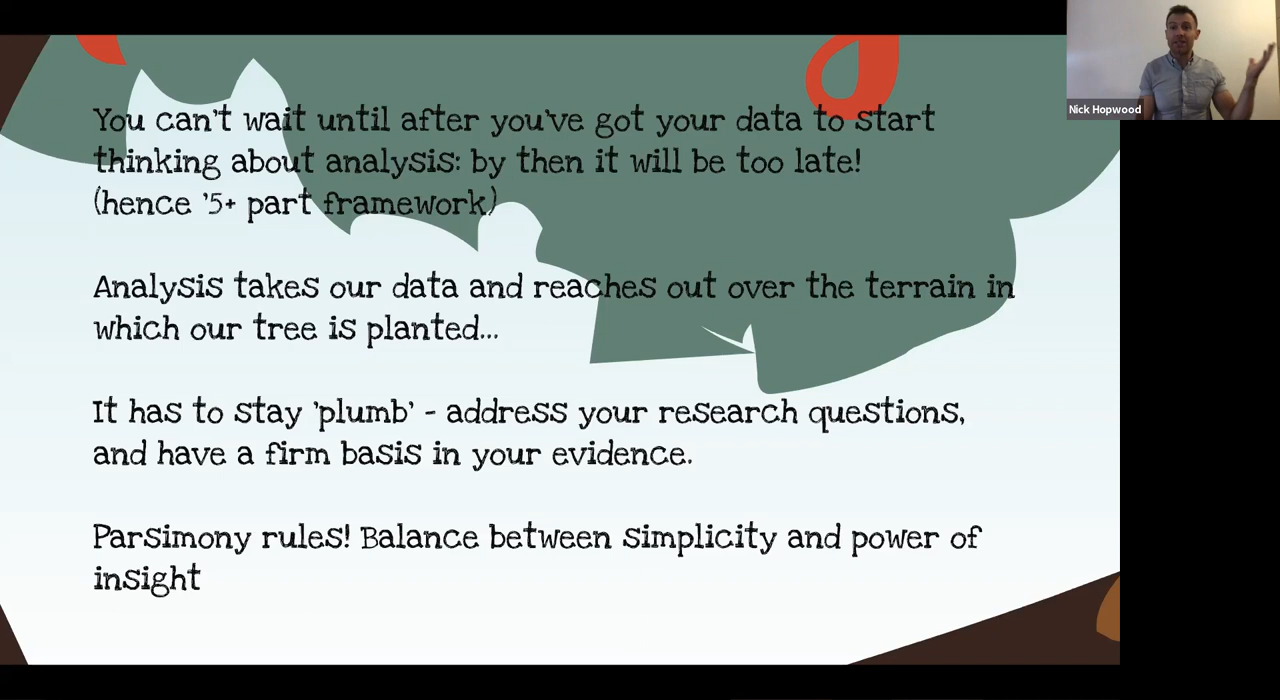 You can't wait until after you've got your data to start
thinking about analysis: by then it will be too late!
(hence '5+ part framework)
Analysis takes our data and reaches out over the terrain in
which our tree is planted...
It has to stay 'plumb' - address your research questions,
and have a firm basis in your evidence.
Parsimony rules! Balance between simplicity and power of
insight
Nick Hopwood